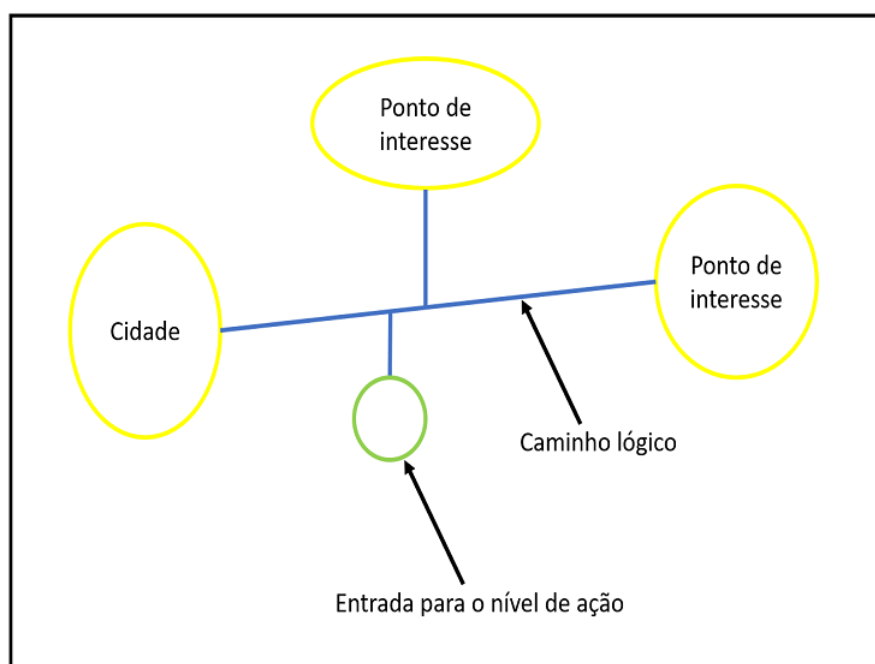 Ponto de
interesse
Ponto de
interesse
Cidade
Caminho lógico
Entrada para o nível de ação